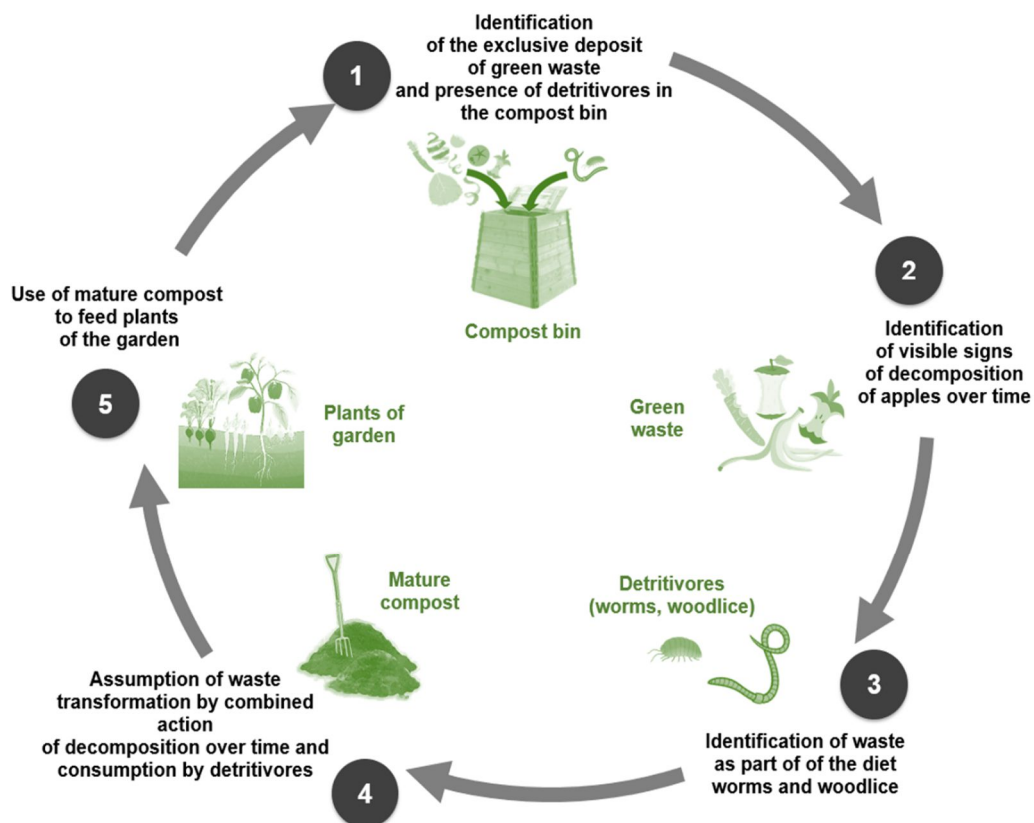 1
Identification
of the exclusive deposit
of green waste
and presence of detritivores in
the compost bin
Compost bin
2
Identification
of visible signs
of decomposition
of apples over time
Green
waste
3
Identification of waste
as part of of the diet
worms and woodlice
Detritivores
(worms, woodlice)
4
Assumption of waste
transformation by combined
action
of decomposition over time and
consumption by detritivores
Mature
compost
5
Use of mature compost
to feed plants
of the garden
Plants of
garden